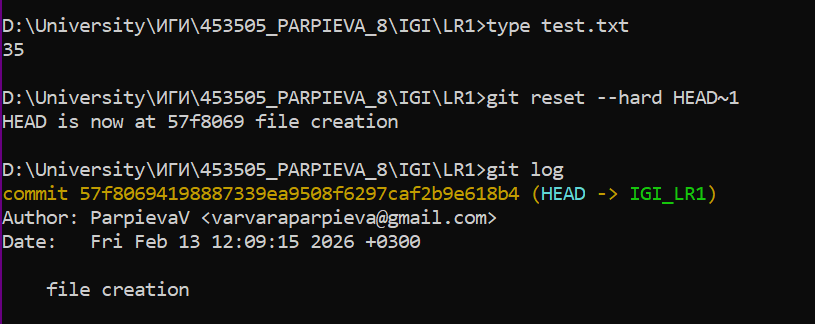 D:\University\ИГИ\453505_PARPIEVA_8\IGI\LR1>type test.txt
35
D:\University\ИГИ\453505_PARPIEVA_8\IGI\LR1>git reset --hard HEAD~1
HEAD is now at 57f8069 file creation
D:\University\ИГИ\453505_PARPIEVA_8\IGI\LR1>git log
commit 57f80694198887339ea9508f6297caf2b9e618b4 (HEAD -> IGI_LR1)
Author: ParpievaV <varvaraparpieva@gmail.com>
Date:   Fri Feb 13 12:09:15 2026 +0300
    file creation